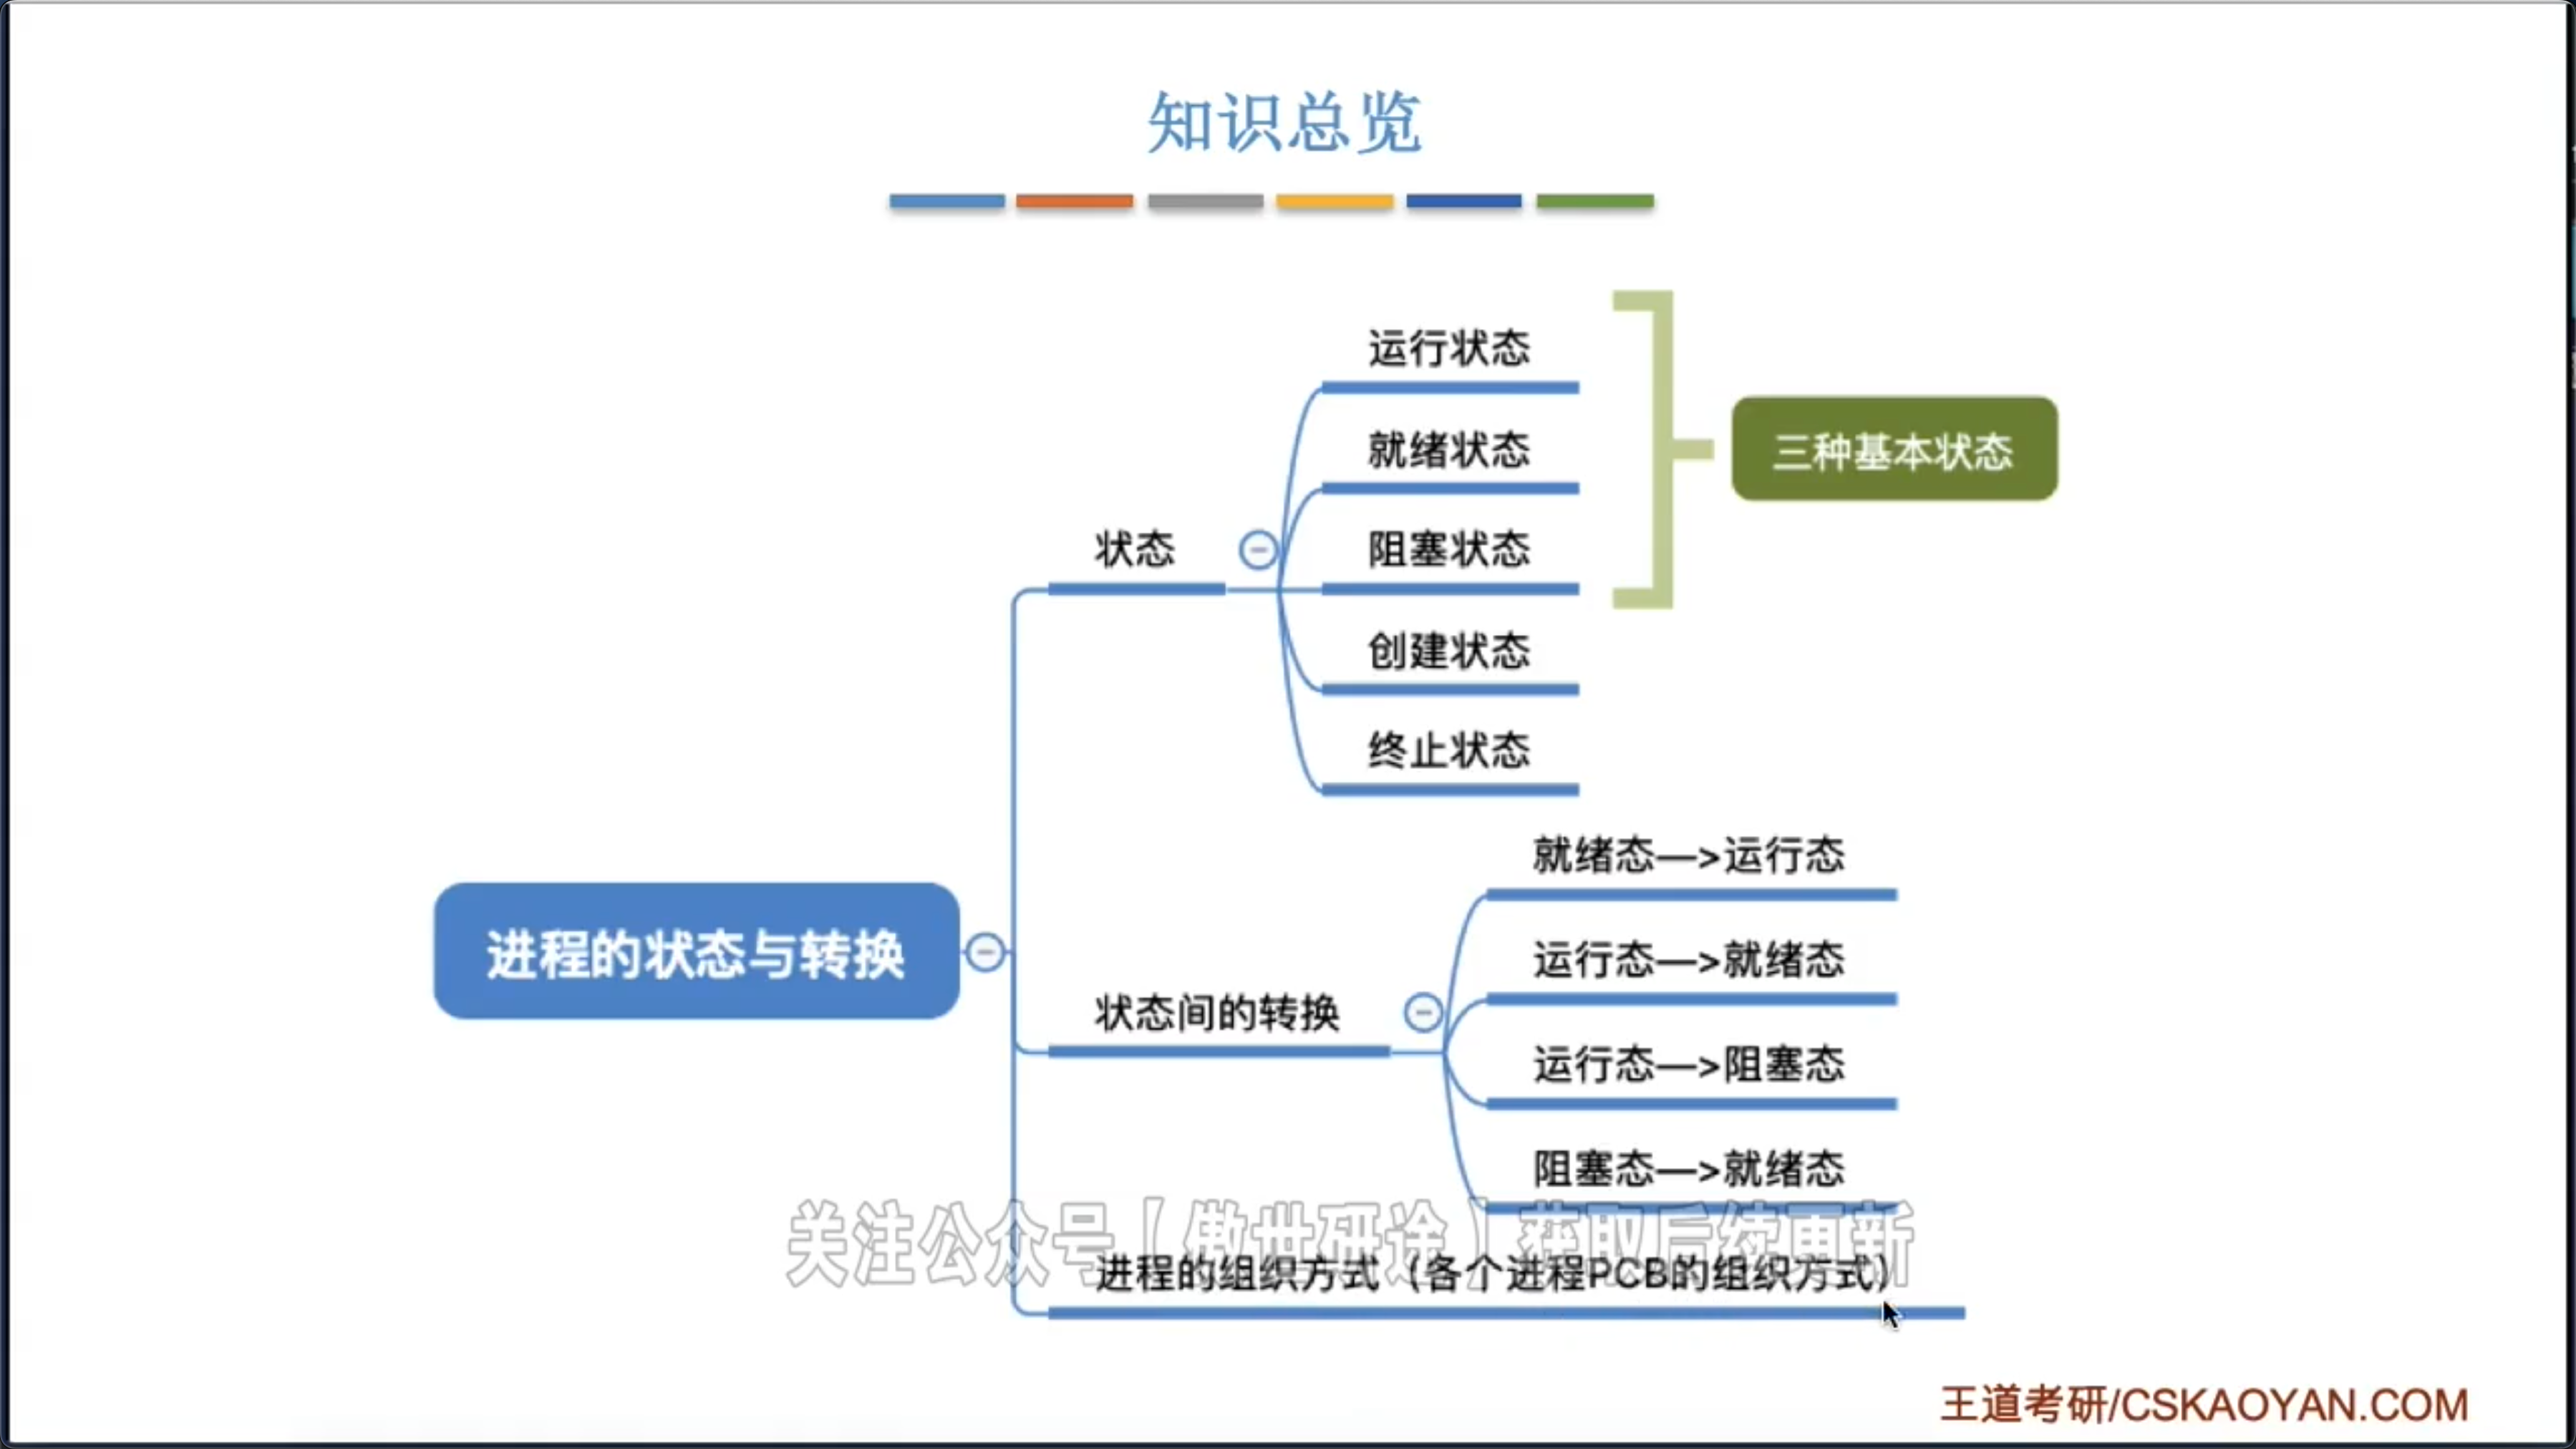 知识总览
运行状态
就绪状态
三种基本状态
状态
阻塞状态
创建状态
终止状态
就绪态—>运行态
进程的状态与转换
运行态—>就绪态
状态间的转换
运行态—>阻塞态
阻塞态—>就绪态
关注公众号【傲世研途】获取后续更新
进程的组织方式（各个进程PCB的组织方式）
王道考研/CSKAOYAN.COM